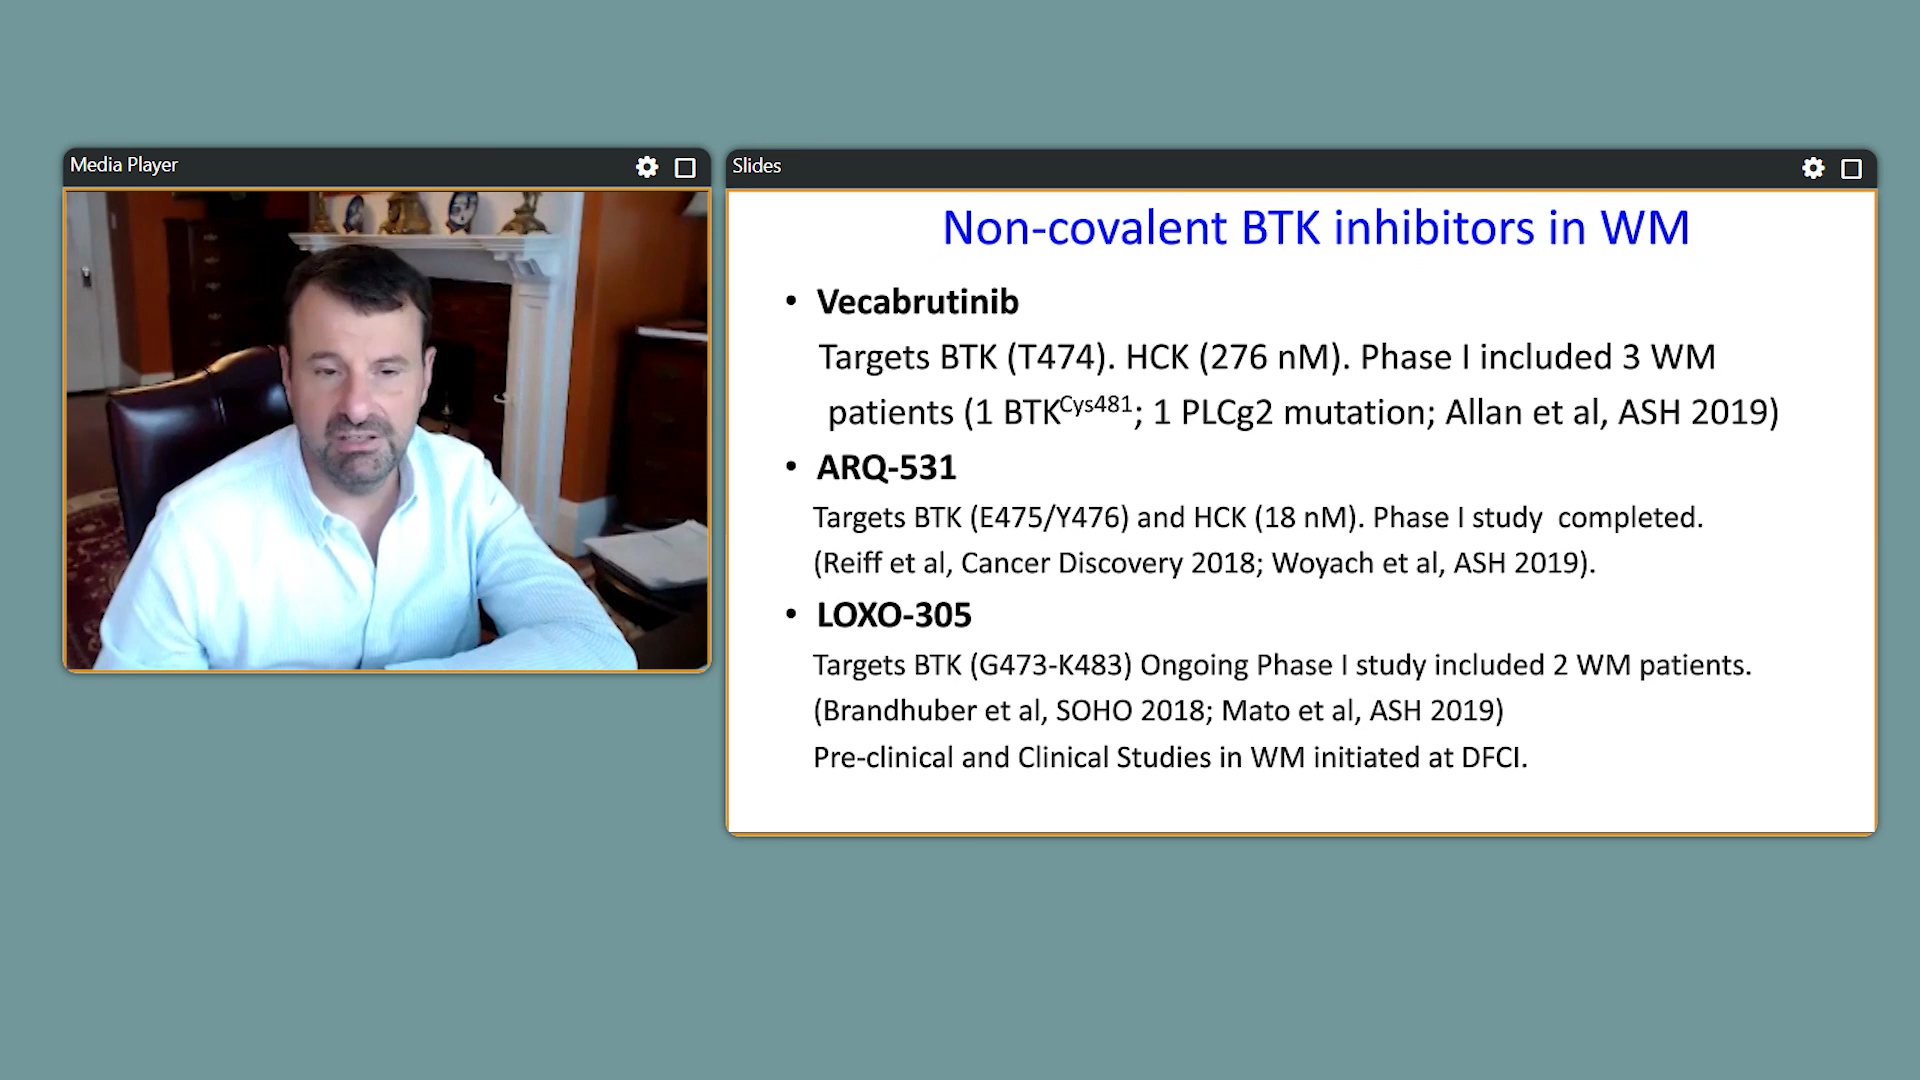 Media Player
Slides
Non-covalent BTK inhibitors in WM
• Vecabrutinib
Targets BTK (T474). HCK (276 nM). Phase I included 3 WM
patients (1 BTKCys481; 1 PLCg2 mutation; Allan et al, ASH 2019)
• ARQ-531
Targets BTK (E475/Y476) and HCK (18 nM). Phase I study completed.
(Reiff et al, Cancer Discovery 2018; Woyach et al, ASH 2019).
• LOXO-305
Targets BTK (G473-K483) Ongoing Phase I study included 2 WM patients.
(Brandhuber et al, SOHO 2018; Mato et al, ASH 2019)
Pre-clinical and Clinical Studies in WM initiated at DFCI.